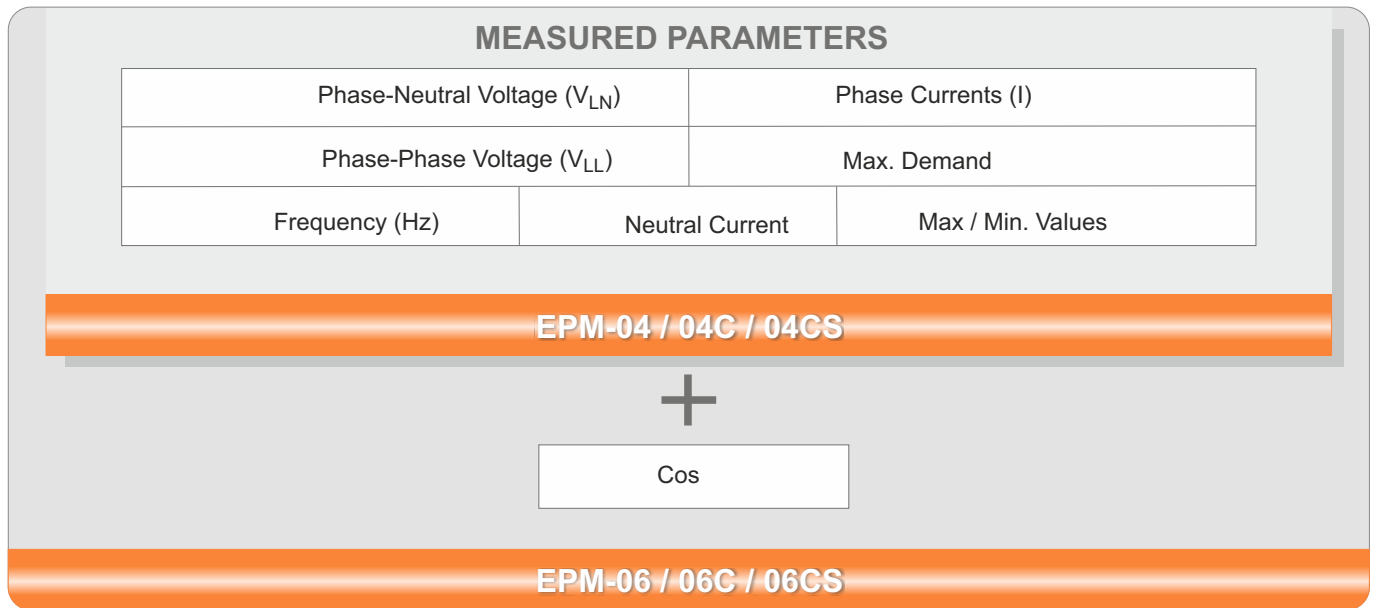 MEASURED PARAMETERS
Phase-Neutral Voltage (VLN) Phase Currents (I)
Phase-Phase Voltage (VLL) Max. Demand
Frequency (Hz) Neutral Current Max / Min. Values
EPM-04 / 04C / 04CS
+
Cos
EPM-06 / 06C / 06CS